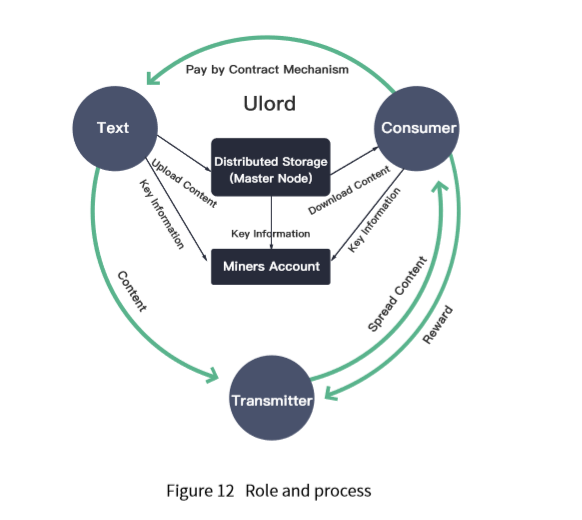 Pay by Contract Mechanism
Ulord
Text
Consumer
Distributed Storage
(Master Node)
Upload Content
Download Content
Key Information
Key Information
Key Information
Miners Account
Content
Spread Content
Reward
Transmitter
Figure 12 Role and process